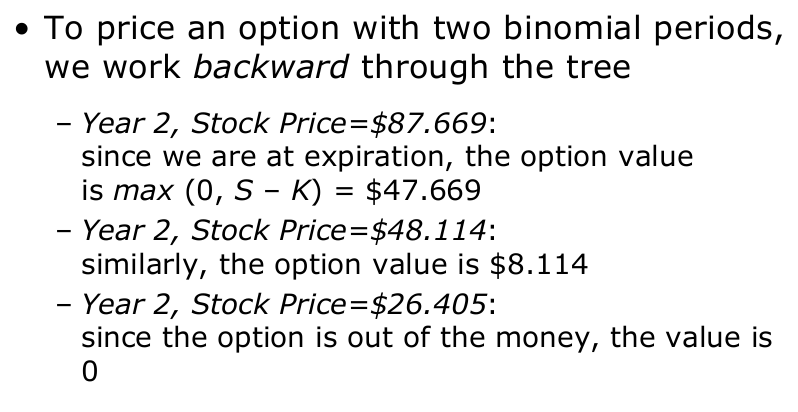 • To price an option with two binomial periods,
we work backward through the tree
– Year 2, Stock Price=$87.669:
since we are at expiration, the option value
is max (0, S – K) = $47.669
– Year 2, Stock Price=$48.114:
similarly, the option value is $8.114
– Year 2, Stock Price=$26.405:
since the option is out of the money, the value is
0